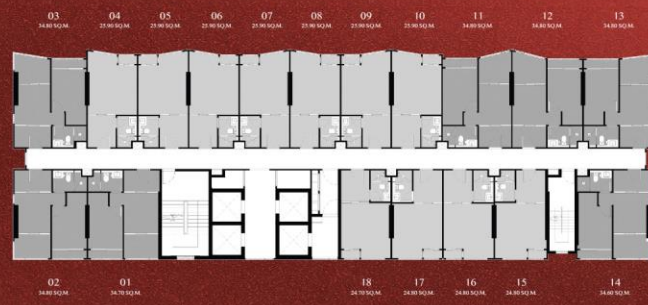 03
34.80 SQ.M.
04
25.90 SQ.M.
05
25.90 SQ.M.
06
25.90 SQ.M.
07
25.90 SQ.M.
08
25.90 SQ.M.
09
25.90 SQ.M.
10
25.90 SQ.M.
11
34.80 SQ.M.
12
34.80 SQ.M.
13
34.80 SQ.M.
02
34.80 SQ.M.
01
34.70 SQ.M.
18
24.70 SQ.M.
17
24.80 SQ.M.
16
24.80 SQ.M.
15
24.80 SQ.M.
14
34.60 SQ.M.